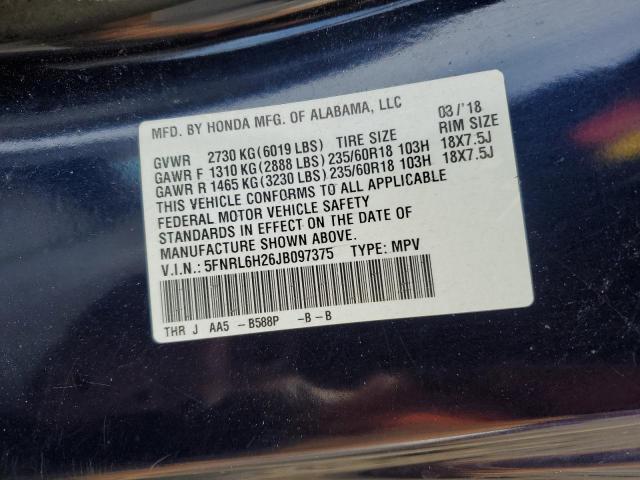 MFD. BY HONDA MFG. OF ALABAMA, LLC 03/'18
GVWR 2730 KG(6019 LBS) TIRE SIZE RIM SIZE
GAWR F 1310 KG(2888 LBS)235/60R18 103H 18X7.5J
GAWR R 1465 KG(3230 LBS)235/60R18 103H 18X7.5J
THIS VEHICLE CONFORMS TO ALL APPLICABLE
FEDERAL MOTOR VEHICLE SAFETY
STANDARDS IN EFFECT ON THE DATE OF
MANUFACTURE SHOWN ABOVE.
V.I.N.: 5FNRL6H26JB097375 TYPE: MPV
THR J AA5 -B588P -B-B